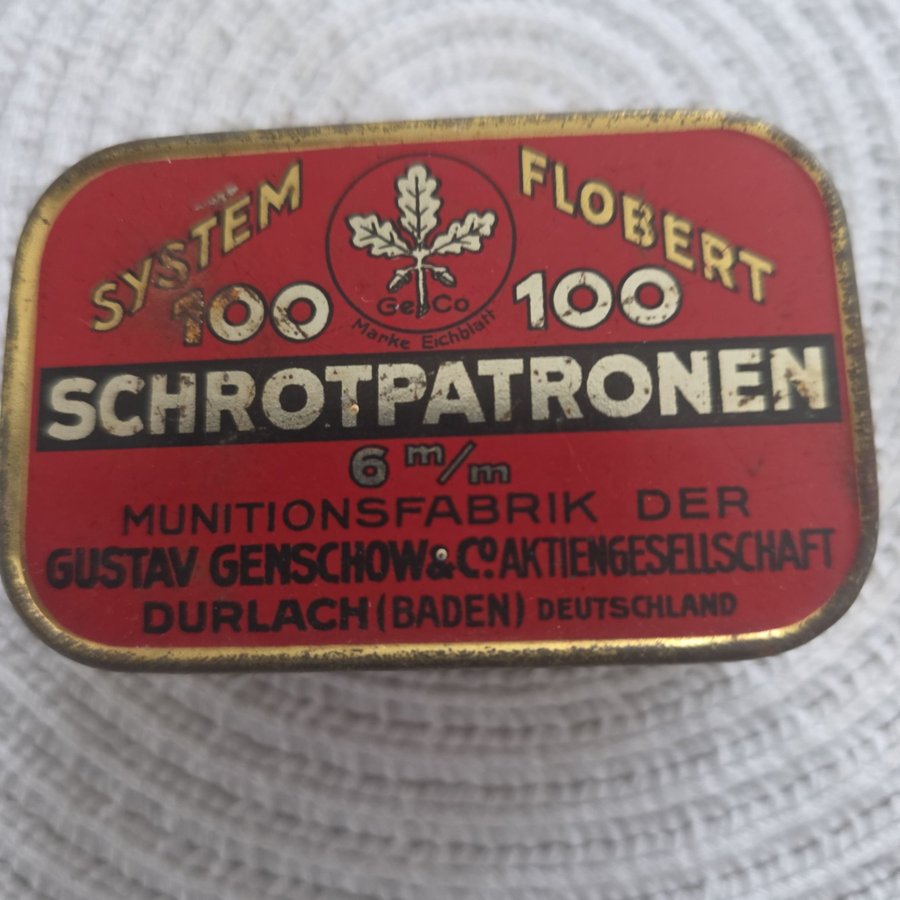 SYSTEM FLOBERT
100 100
GeCo
Marke Eichblatt
SCHROTPATRONEN
6 m/m
MUNITIONSFABRIK DER
GUSTAV GENSCHOW & Co. AKTIENGESELLSCHAFT
DURLACH (BADEN) DEUTSCHLAND